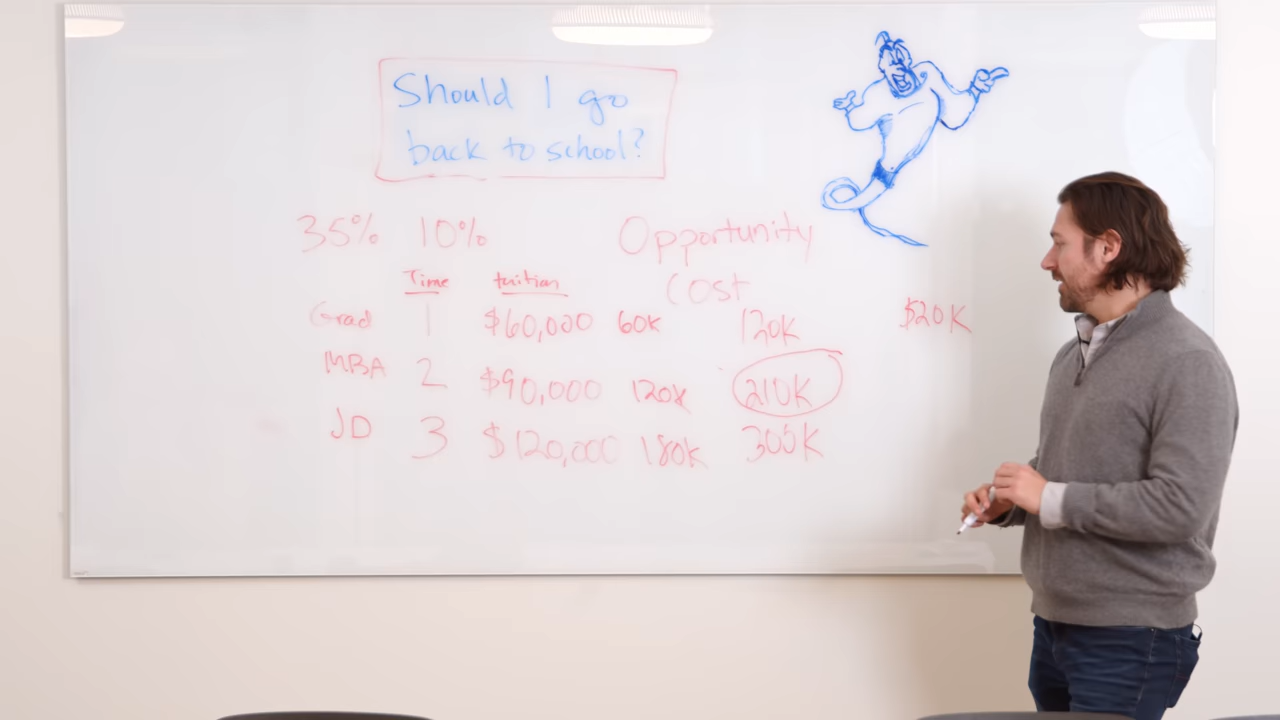 Should I go
back to school?
35% 10%
Opportunity
Cost
Time tuition
Grad 1 $60,000 60K 120K $20K
MBA 2 $90,000 120K 210K
JD 3 $120,000 180K 300K